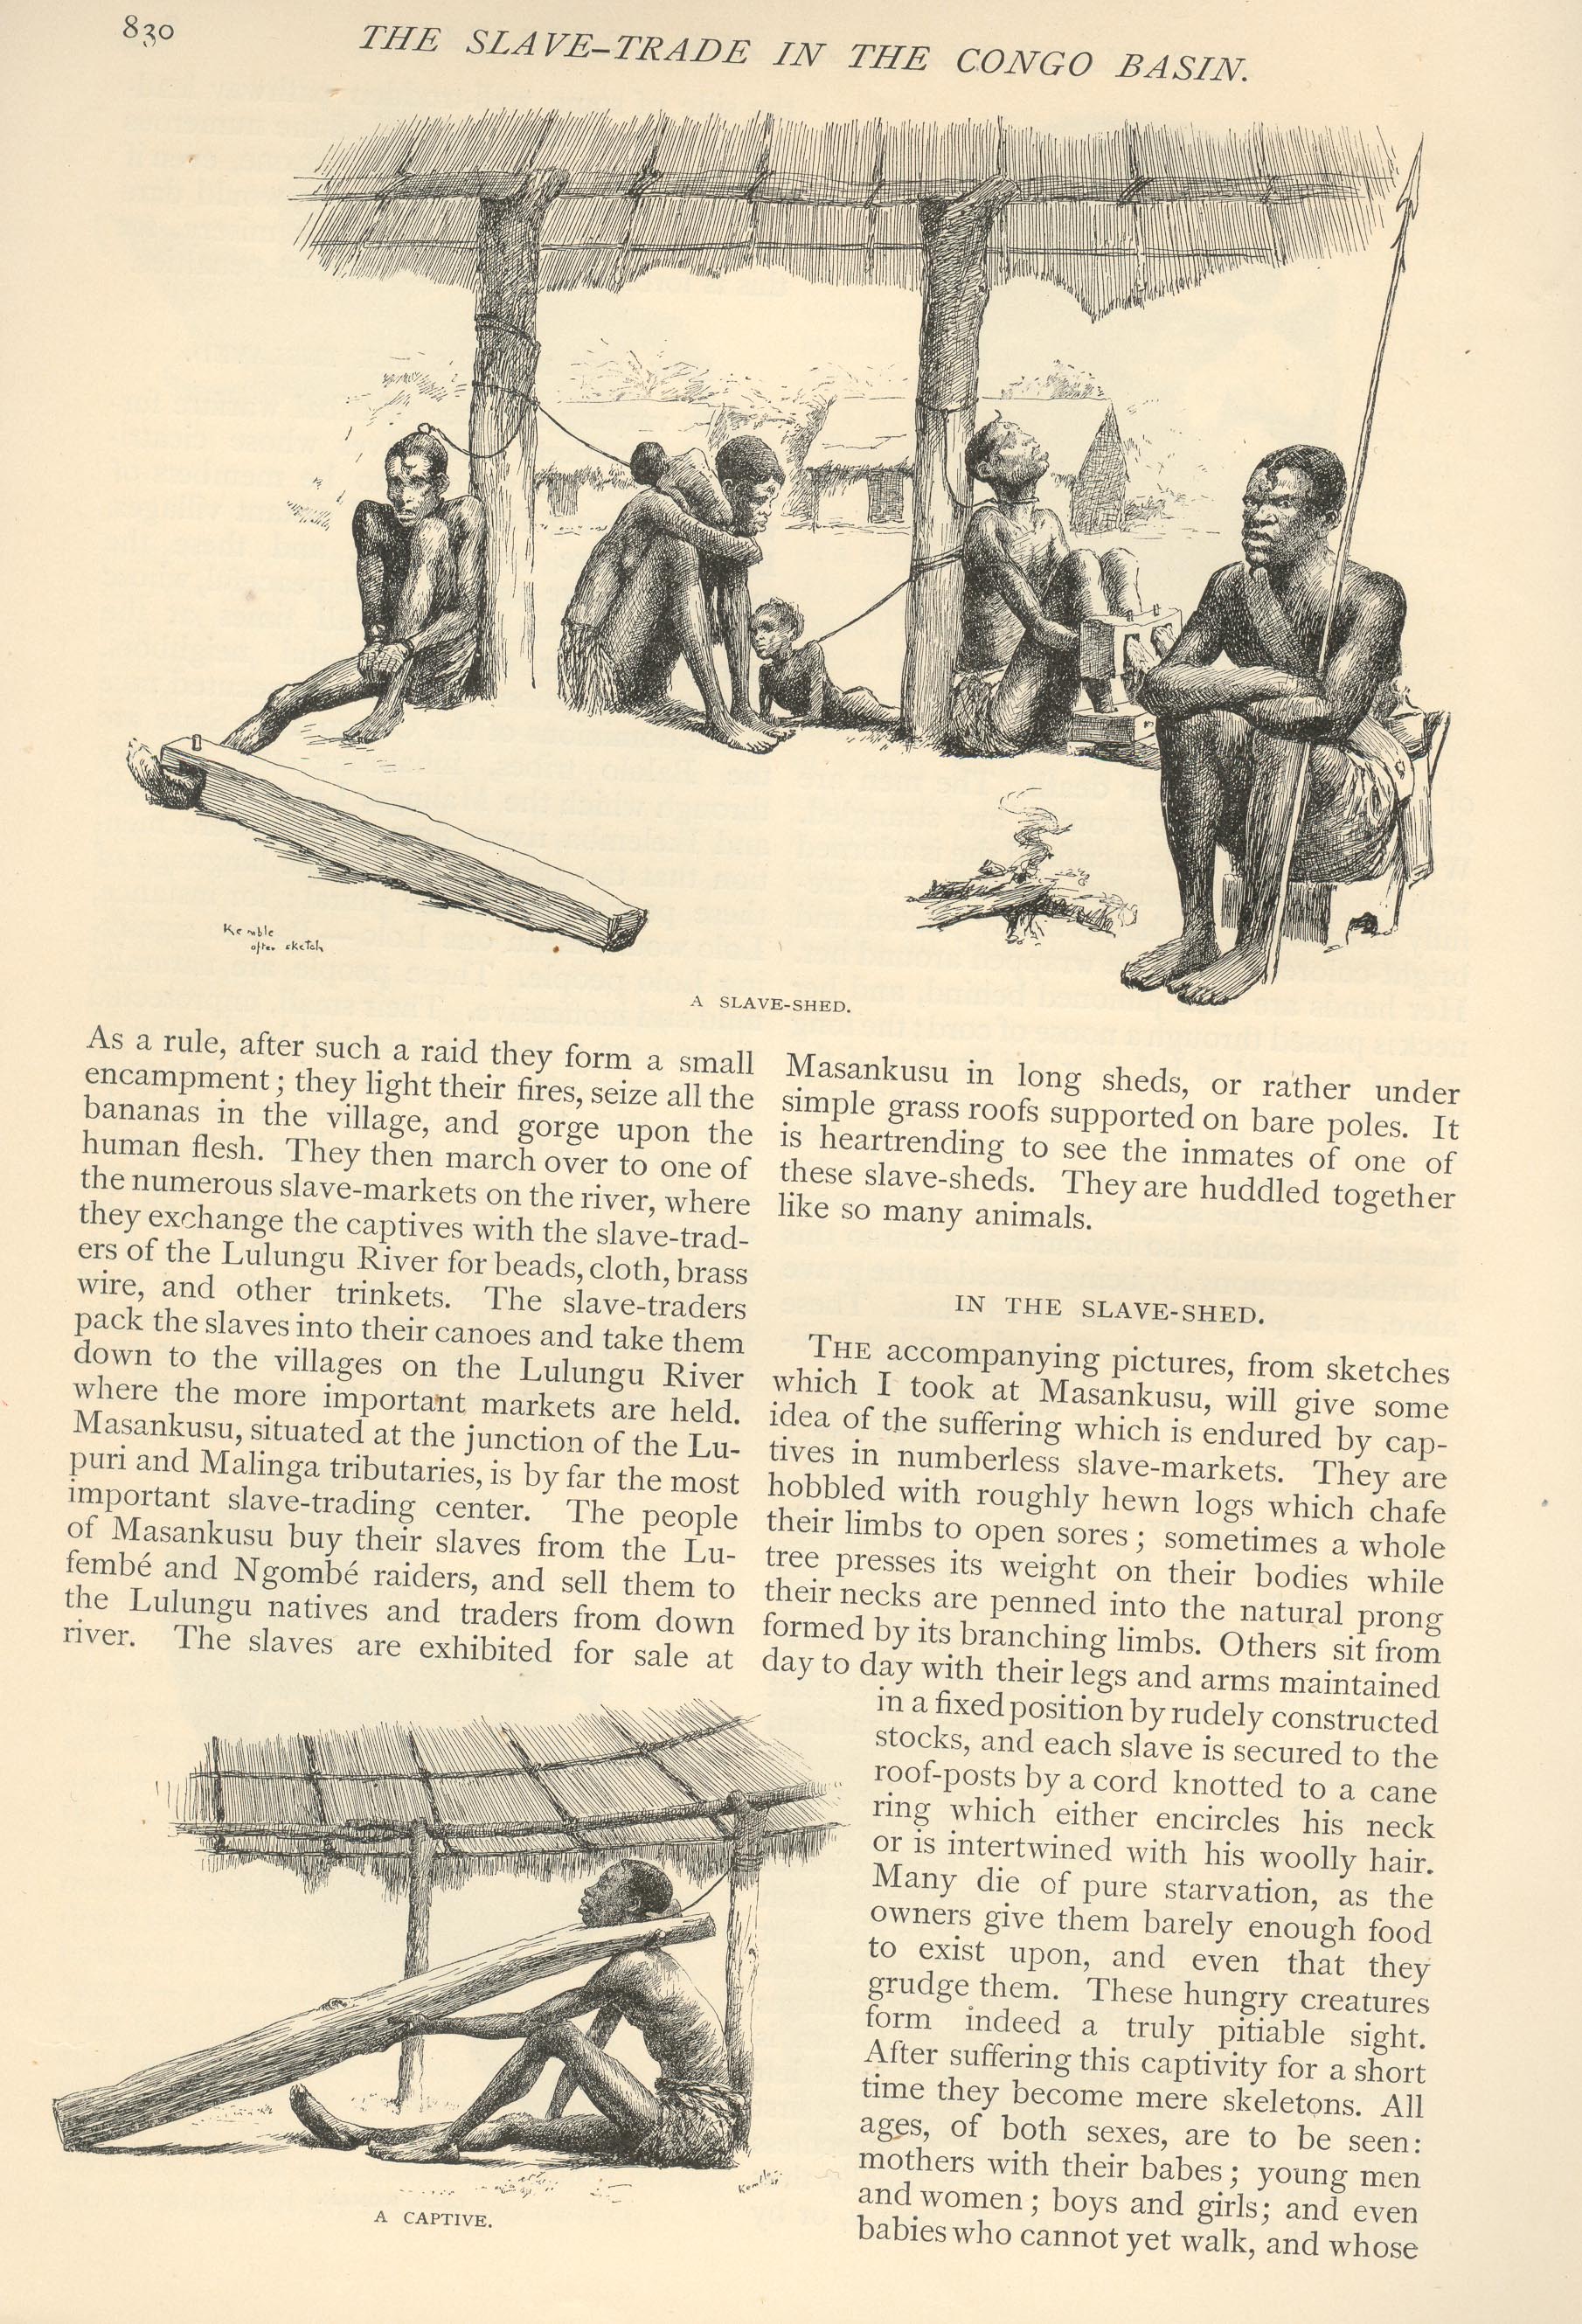 830
THE SLAVE-TRADE IN THE CONGO BASIN.
Kemble
after sketch
A SLAVE-SHED.
As a rule, after such a raid they form a small
encampment; they light their fires, seize all the
bananas in the village, and gorge upon the
human flesh. They then march over to one of
the numerous slave-markets on the river, where
they exchange the captives with the slave-trad-
ers of the Lulungu River for beads, cloth, brass
wire, and other trinkets. The slave-traders
pack the slaves into their canoes and take them
down to the villages on the Lulungu River
where the more important markets are held.
Masankusu, situated at the junction of the Lu-
puri and Malinga tributaries, is by far the most
important slave-trading center. The people
of Masankusu buy their slaves from the Lu-
fembé and Ngombé raiders, and sell them to
the Lulungu natives and traders from down
river. The slaves are exhibited for sale at
Masankusu in long sheds, or rather under
simple grass roofs supported on bare poles. It
is heartrending to see the inmates of one of
these slave-sheds. They are huddled together
like so many animals.
IN THE SLAVE-SHED.
THE accompanying pictures, from sketches
which I took at Masankusu, will give some
idea of the suffering which is endured by cap-
tives in numberless slave-markets. They are
hobbled with roughly hewn logs which chafe
their limbs to open sores; sometimes a whole
tree presses its weight on their bodies while
their necks are penned into the natural prong
formed by its branching limbs. Others sit from
day to day with their legs and arms maintained
in a fixed position by rudely constructed
stocks, and each slave is secured to the
roof-posts by a cord knotted to a cane
ring which either encircles his neck
or is intertwined with his woolly hair.
Many die of pure starvation, as the
owners give them barely enough food
to exist upon, and even that they
grudge them. These hungry creatures
form indeed a truly pitiable sight.
After suffering this captivity for a short
time they become mere skeletons. All
ages, of both sexes, are to be seen:
mothers with their babes; young men
and women; boys and girls; and even
babies who cannot yet walk, and whose
Kemble
A CAPTIVE.